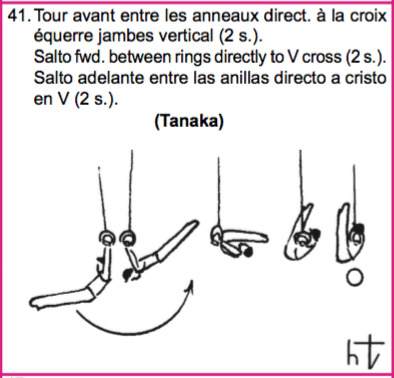 41. Tour avant entre les anneaux direct. à la croix
équerre jambes vertical (2 s.).
Salto fwd. between rings directly to V cross (2 s.).
Salto adelante entre las anillas directo a cristo
en V (2 s.).
(Tanaka)
ht